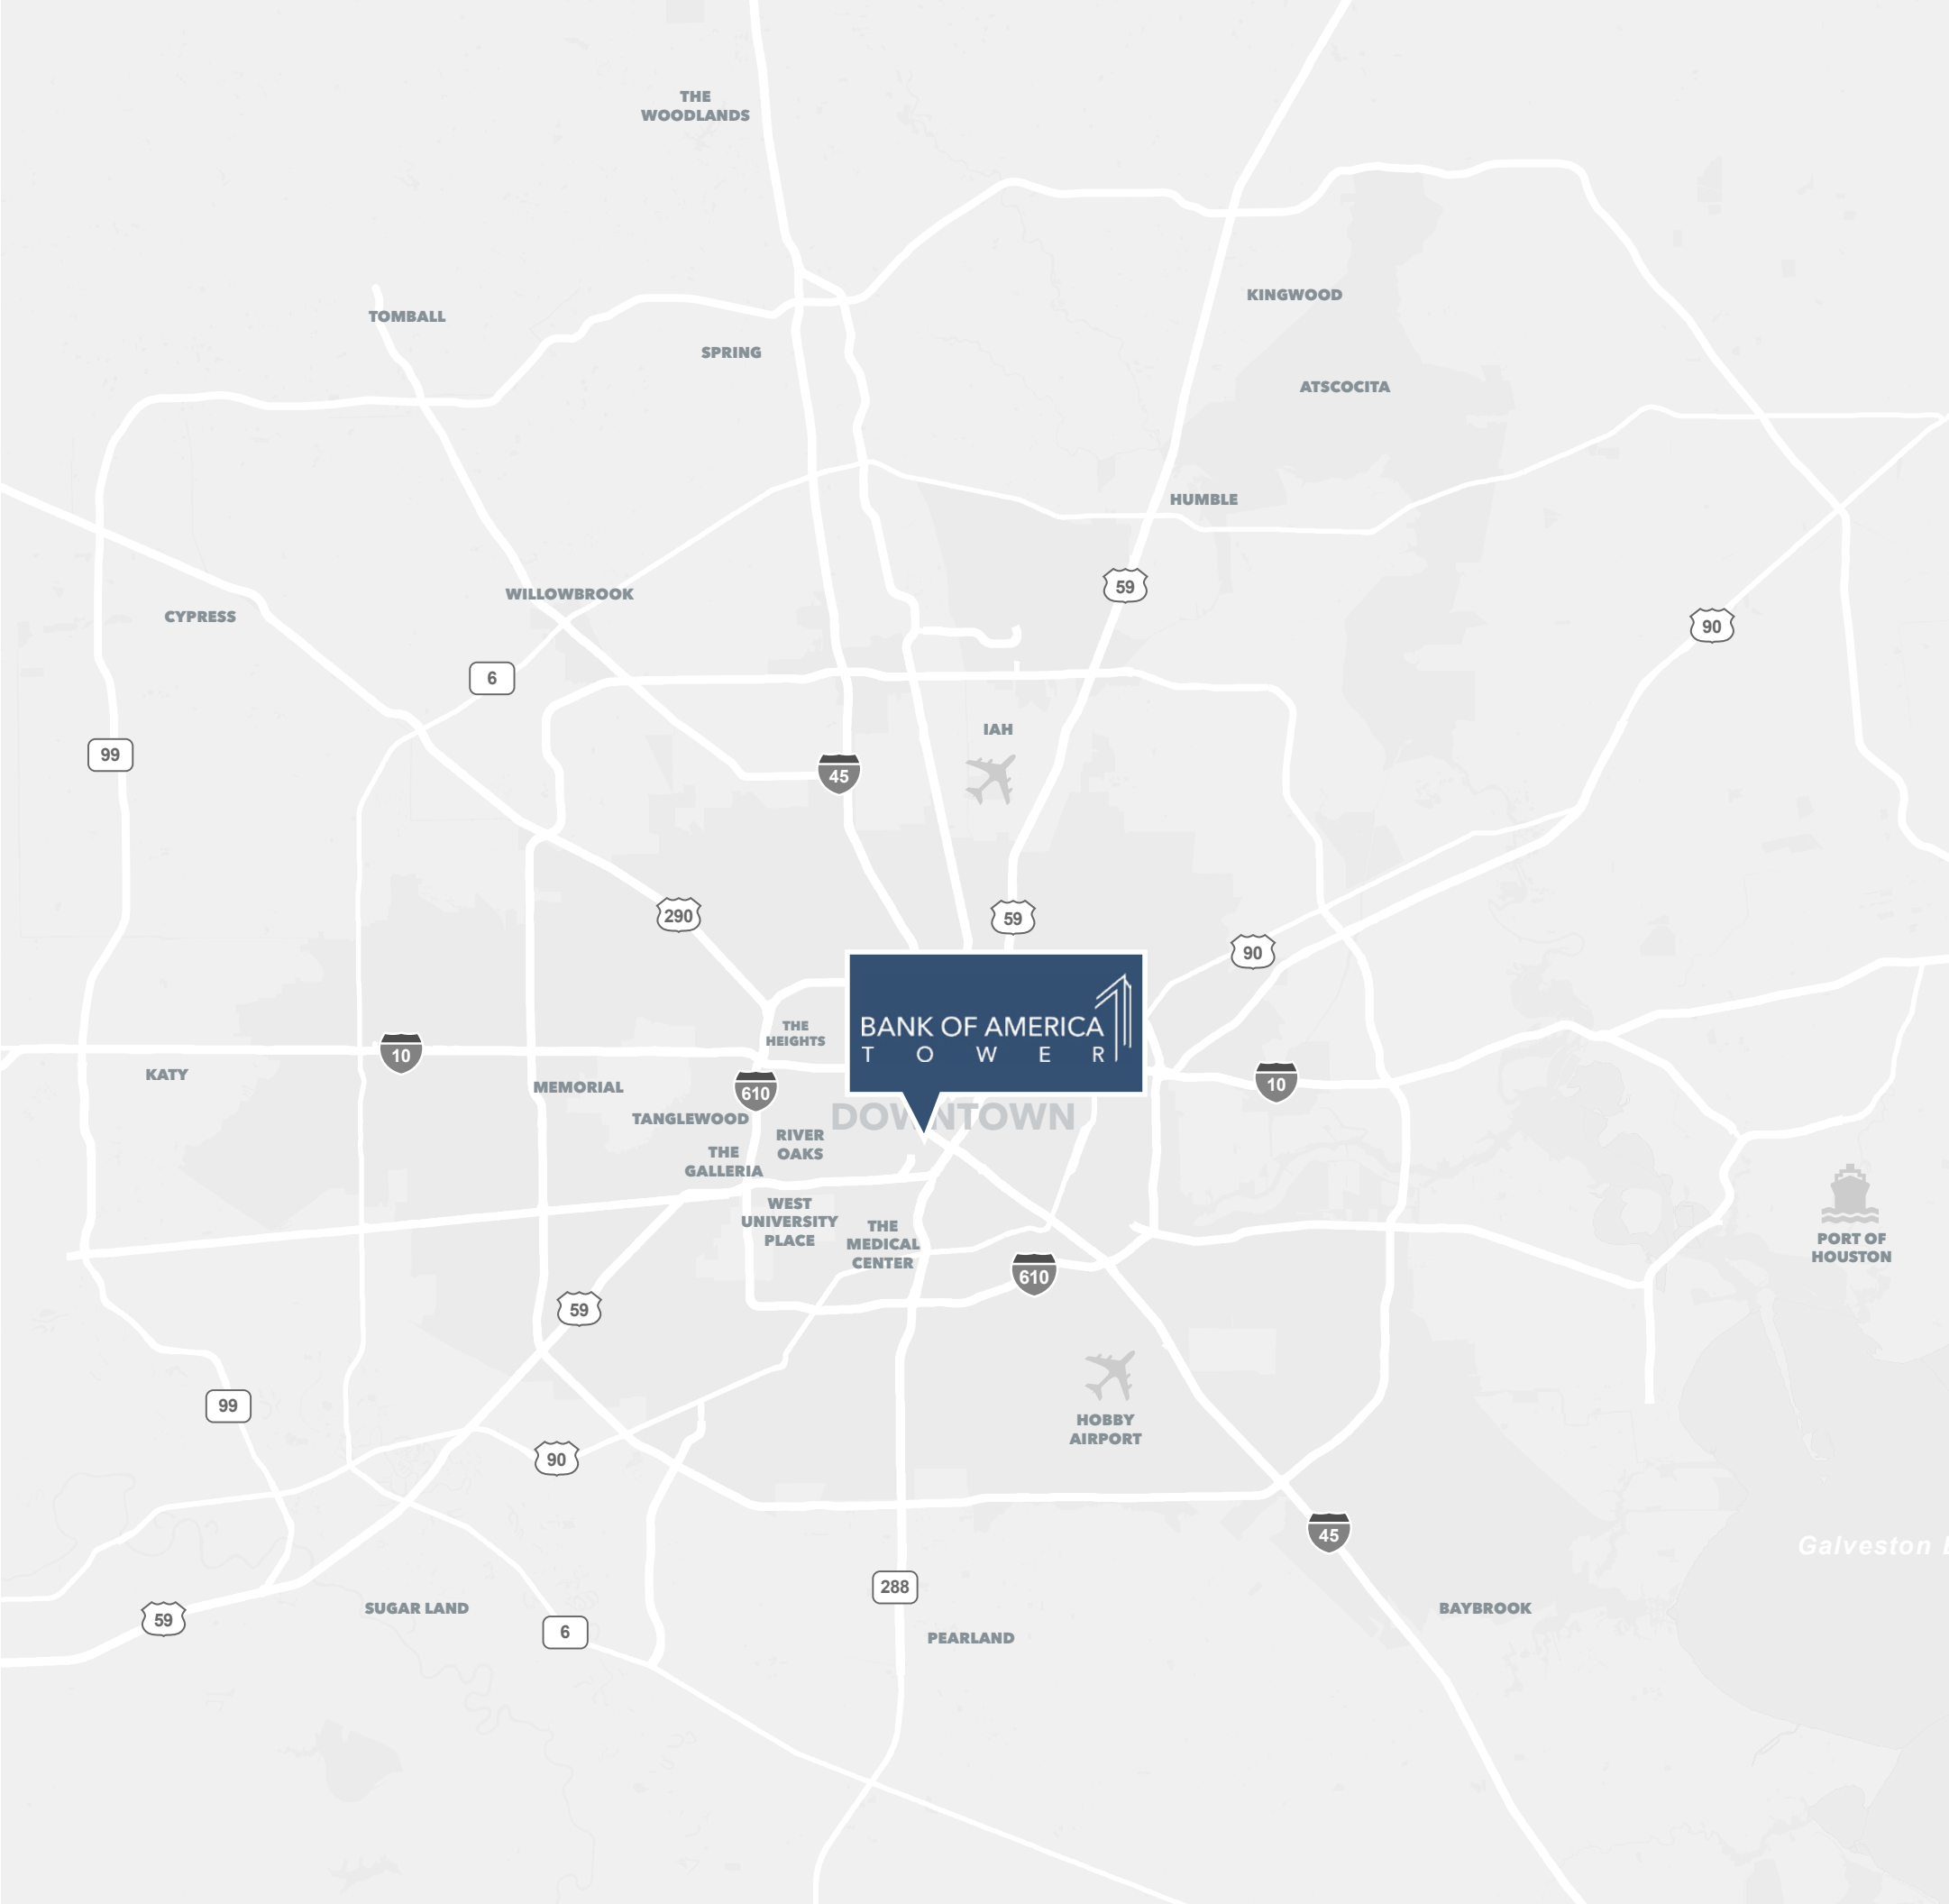 THE
WOODLANDS
KINGWOOD
TOMBALL
SPRING
ATSCOCITA
HUMBLE
59
WILLOWBROOK
CYPRESS
90
6
IAH
99
45
290
59
90
BANK OF AMERICA
TOWER
THE
HEIGHTS
10
KATY
MEMORIAL
610
10
TANGLEWOOD
DOWNTOWN
RIVER
OAKS
THE
GALLERIA
WEST
UNIVERSITY
PLACE
THE
MEDICAL
CENTER
PORT OF
HOUSTON
610
59
99
HOBBY
AIRPORT
90
45
Galveston
288
SUGAR LAND
BAYBROOK
59
6
PEARLAND